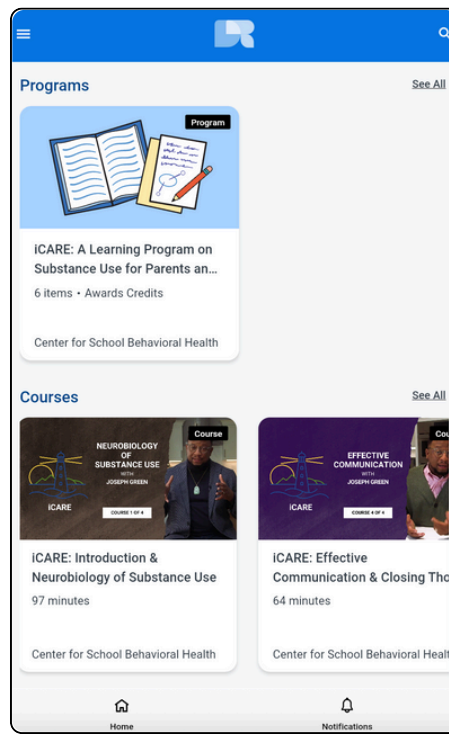 Programs
See All
Program
iCARE: A Learning Program on
Substance Use for Parents an...
6 items • Awards Credits
Center for School Behavioral Health
Courses
See All
Course
NEUROBIOLOGY
OF
SUBSTANCE USE
WITH
JOSEPH GREEN
iCARE
COURSE 1 OF 4
iCARE: Introduction &
Neurobiology of Substance Use
97 minutes
Center for School Behavioral Health
Cou
EFFECTIVE
COMMUNICATION
WITH
JOSEPH GREEN
iCARE
COURSE 4 OF 4
iCARE: Effective
Communication & Closing Tho
64 minutes
Center for School Behavioral Healt
Home
Notifications